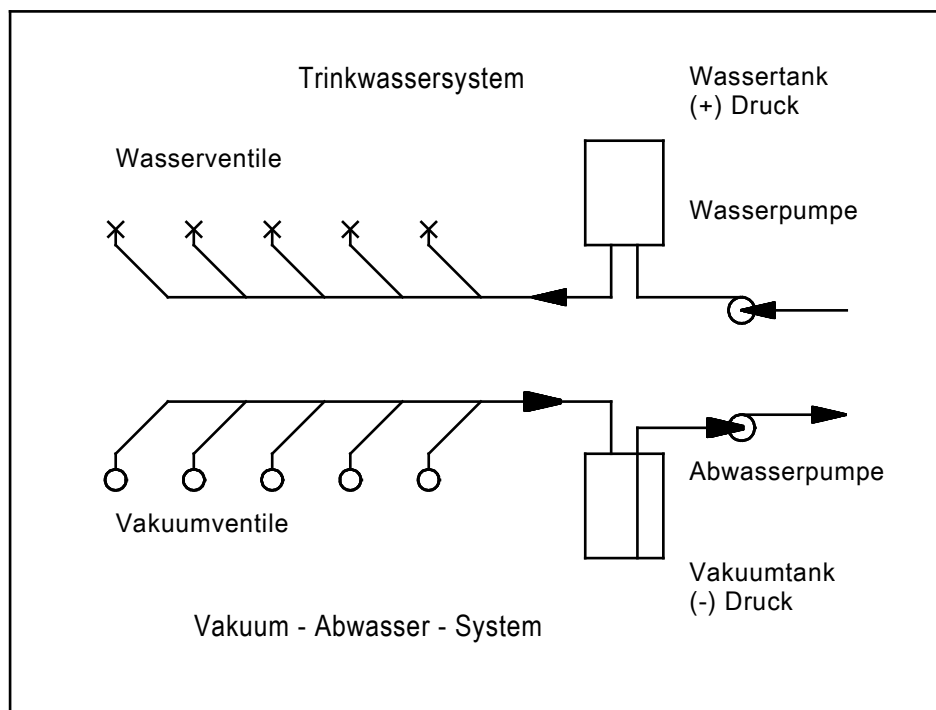 Trinkwassersystem
Wassertank
(+) Druck
Wasserventile
Wasserpumpe
Abwasserpumpe
Vakuumventile
Vakuumtank
(-) Druck
Vakuum - Abwasser - System